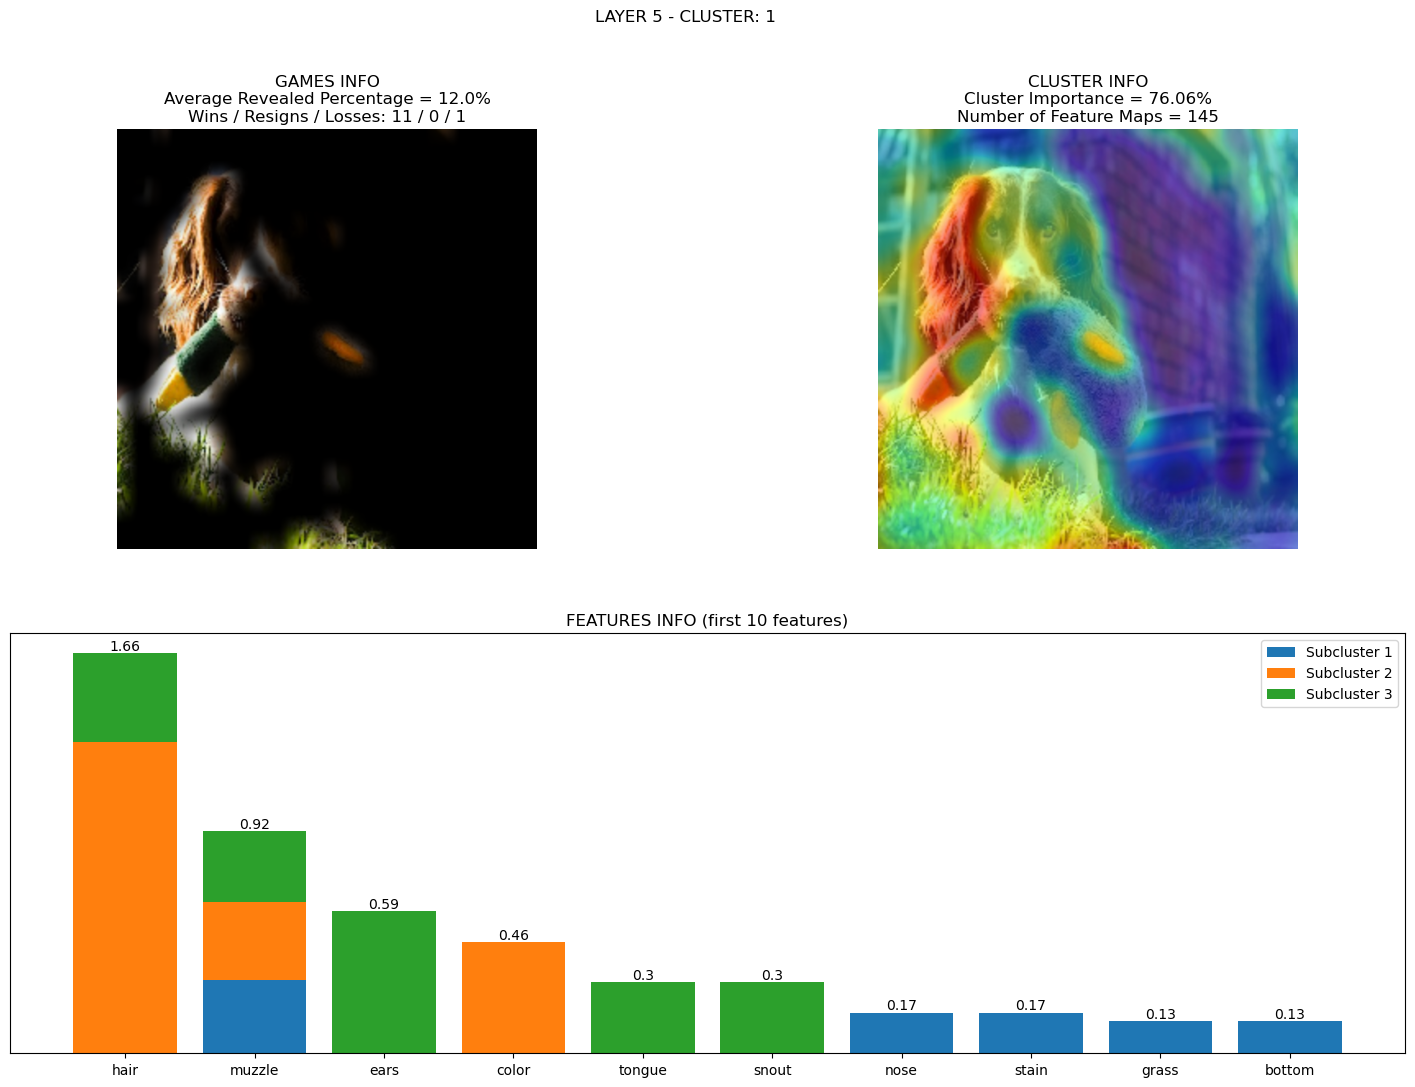 LAYER 5 - CLUSTER: 1
GAMES INFO
Average Revealed Percentage = 12.0%
Wins / Resigns / Losses: 11 / 0 / 1
CLUSTER INFO
Cluster Importance = 76.06%
Number of Feature Maps = 145
FEATURES INFO (first 10 features)
Subcluster 1
Subcluster 2
Subcluster 3
1.66
0.92
0.59
0.46
0.3
0.3
0.17
0.17
0.13
0.13
hair
muzzle
ears
color
tongue
snout
nose
stain
grass
bottom